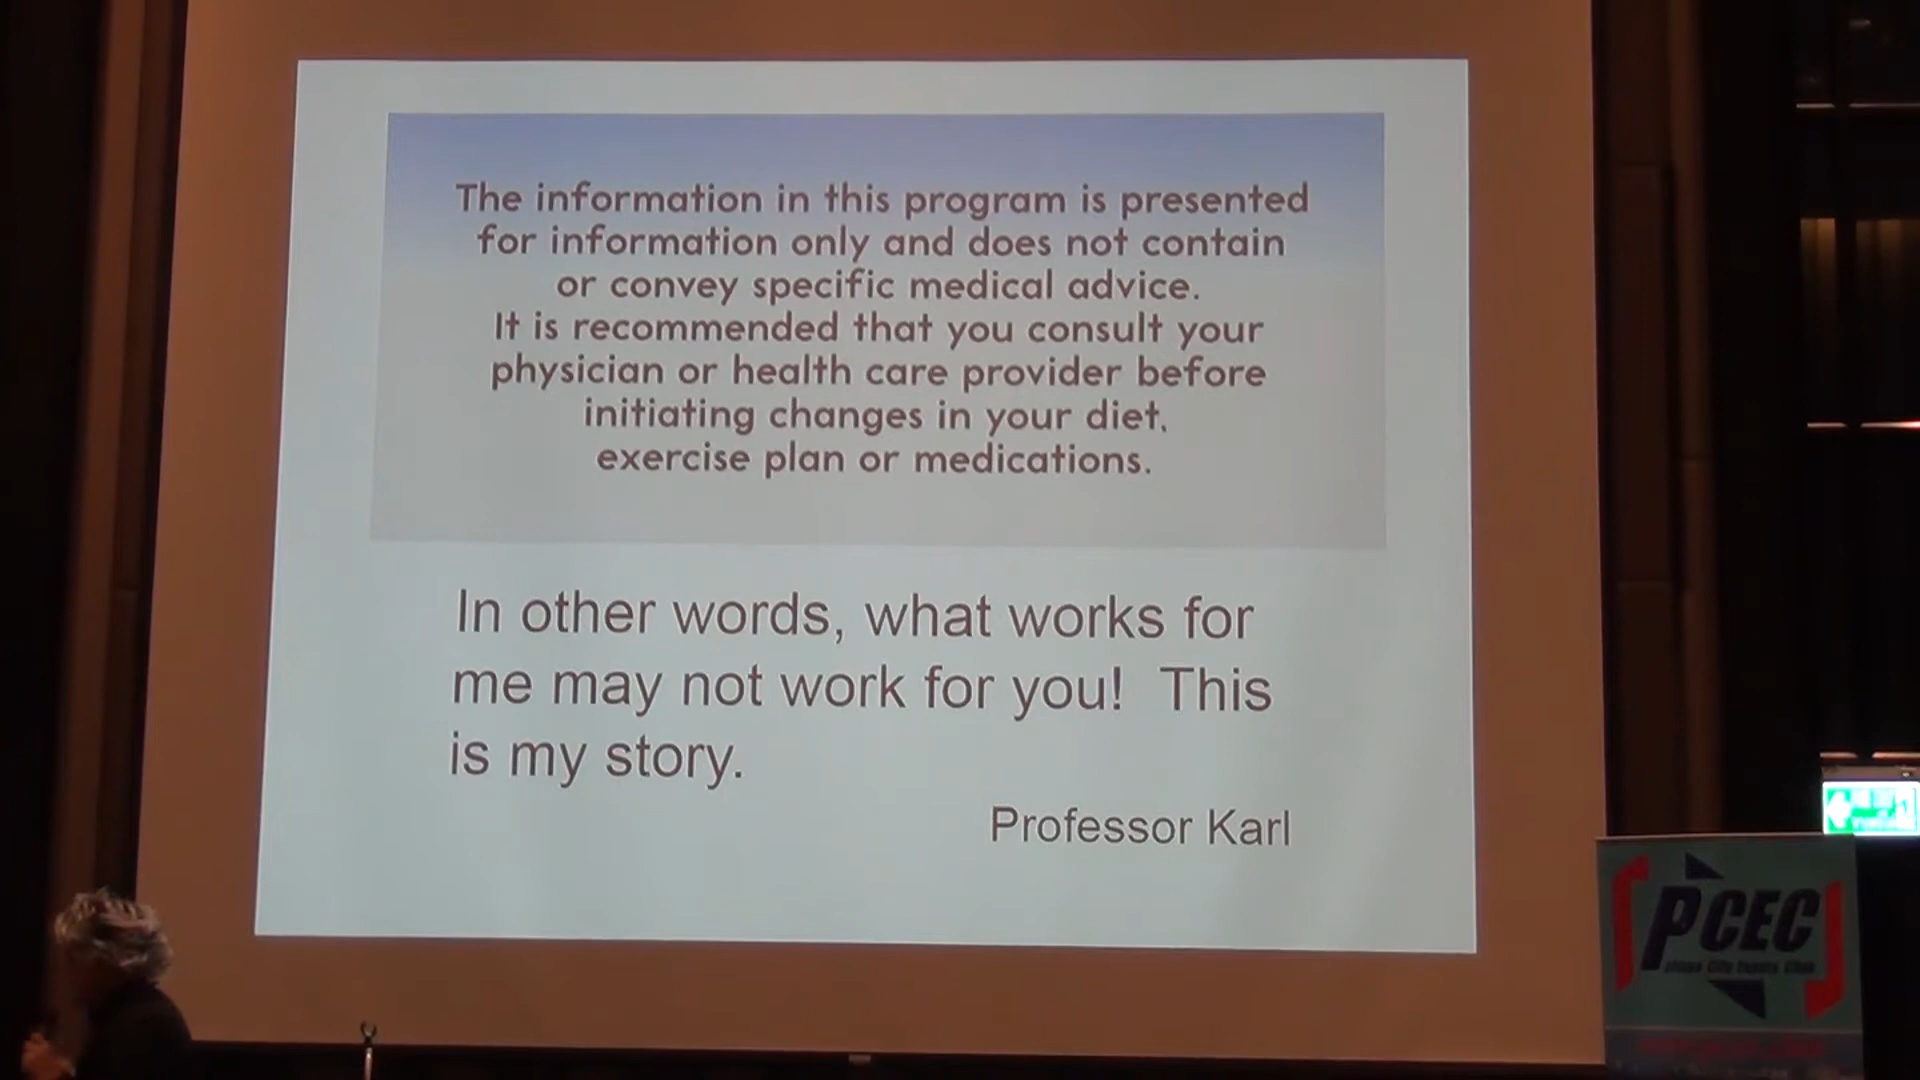 The information in this program is presented
for information only and does not contain
or convey specific medical advice.
It is recommended that you consult your
physician or health care provider before
initiating changes in your diet,
exercise plan or medications.
In other words, what works for
me may not work for you!  This
is my story.
Professor Karl
PCEC
City Expats Club